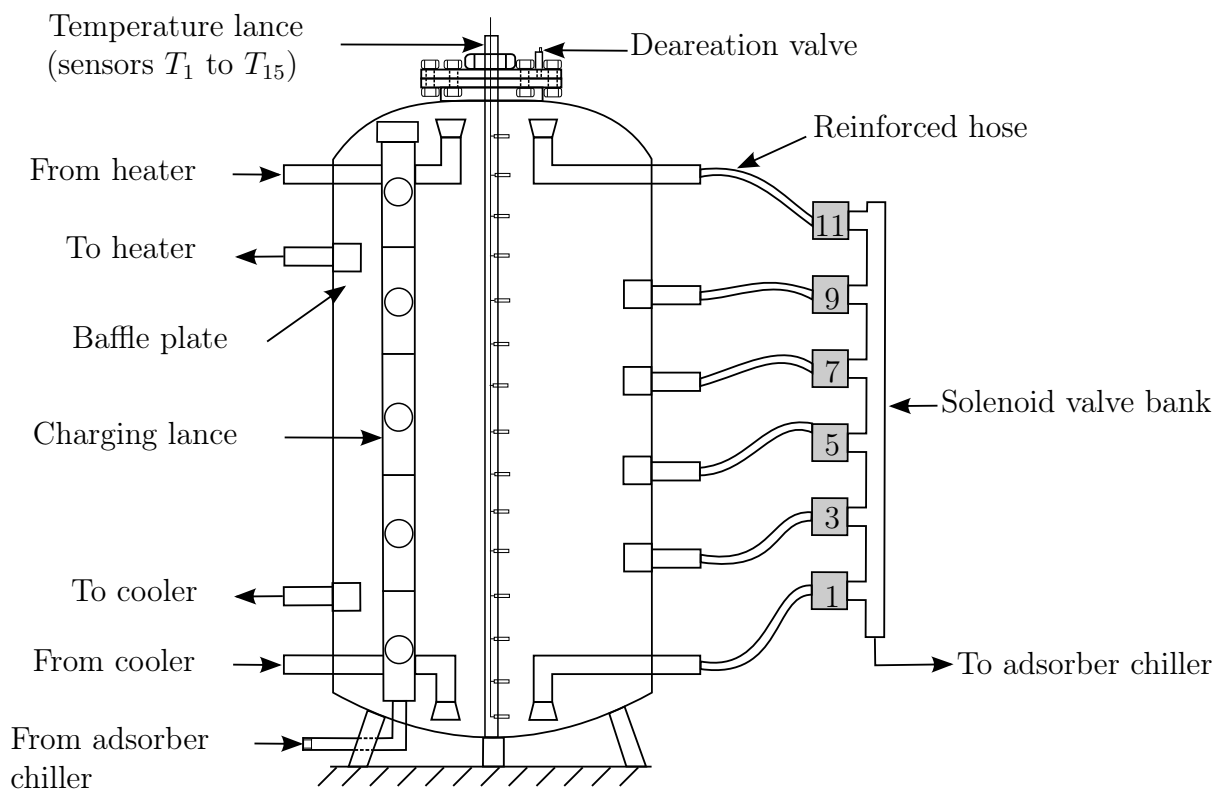 Temperature lance
(sensors T₁ to T₁₅)
Deareation valve
Reinforced hose
From heater
To heater
Baffle plate
Charging lance
To cooler
From cooler
From adsorber
chiller
11
9
7
5
3
1
Solenoid valve bank
To adsorber chiller